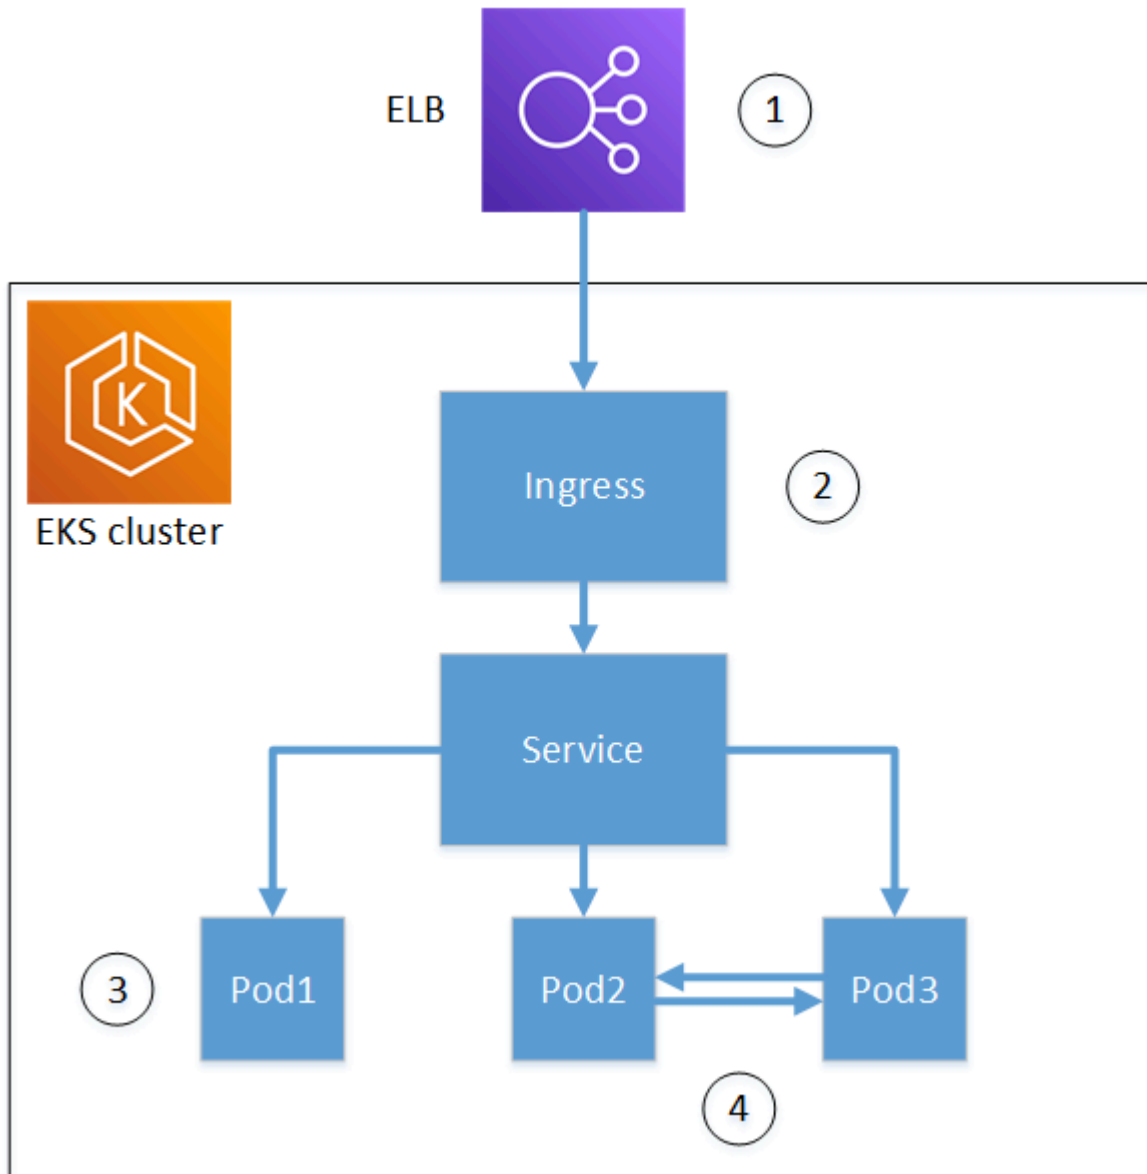 ELB
1
K
EKS cluster
Ingress
2
Service
3
Pod1
Pod2
Pod3
4